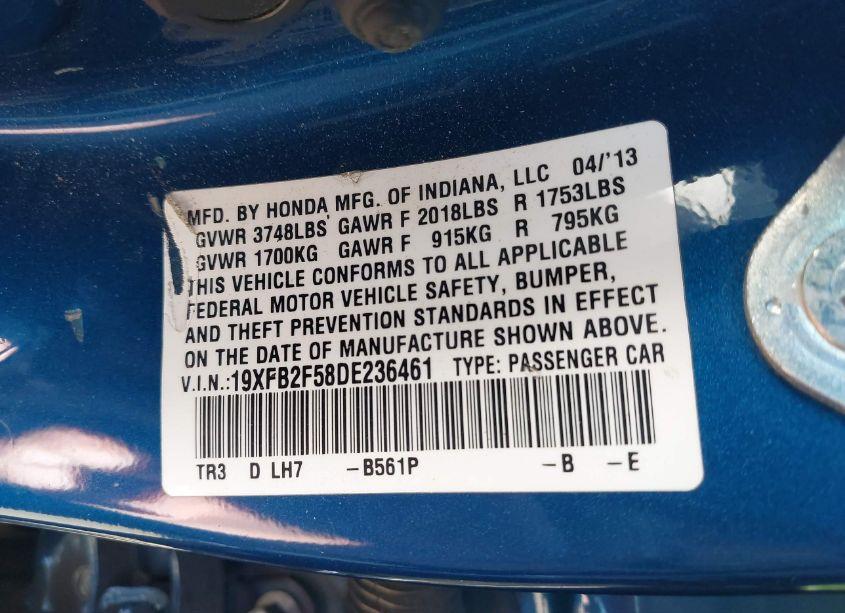 MFD. BY HONDA MFG. OF INDIANA, LLC 04/'13
GVWR 3748LBS GAWR F 2018LBS R 1753LBS
GVWR 1700KG GAWR F 915KG R 795KG
THIS VEHICLE CONFORMS TO ALL APPLICABLE
FEDERAL MOTOR VEHICLE SAFETY, BUMPER,
AND THEFT PREVENTION STANDARDS IN EFFECT
ON THE DATE OF MANUFACTURE SHOWN ABOVE.
V.I.N.:19XFB2F58DE236461 TYPE: PASSENGER CAR
TR3 D LH7 -B561P -B -E